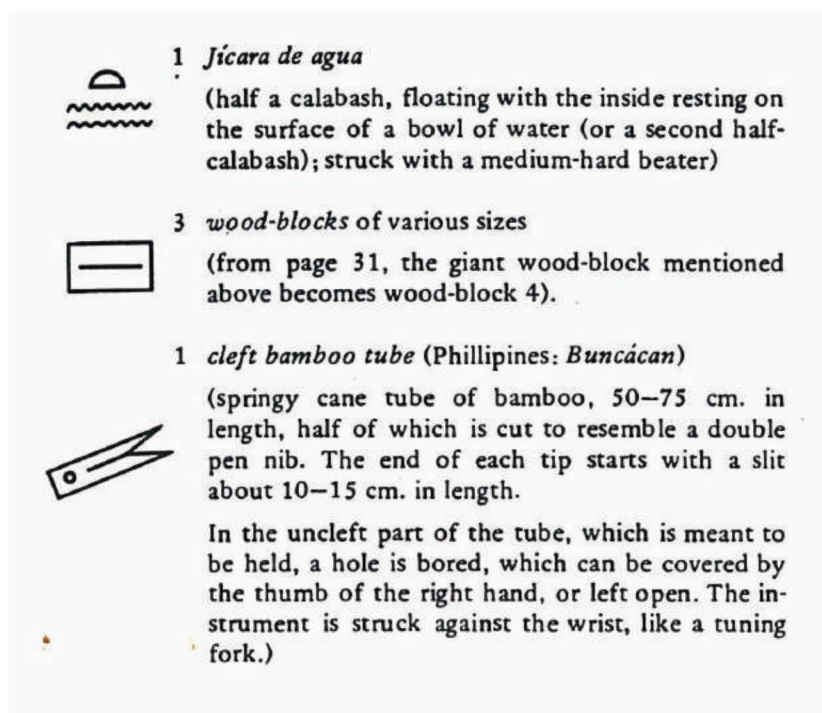 1 Jícara de agua
(half a calabash, floating with the inside resting on
the surface of a bowl of water (or a second half-
calabash); struck with a medium-hard beater)
3 wood-blocks of various sizes
(from page 31, the giant wood-block mentioned
above becomes wood-block 4).
1 cleft bamboo tube (Phillipines: Buncácan)
(springy cane tube of bamboo, 50—75 cm. in
length, half of which is cut to resemble a double
pen nib. The end of each tip starts with a slit
about 10—15 cm. in length.
In the uncleft part of the tube, which is meant to
be held, a hole is bored, which can be covered by
the thumb of the right hand, or left open. The in-
strument is struck against the wrist, like a tuning
fork.)